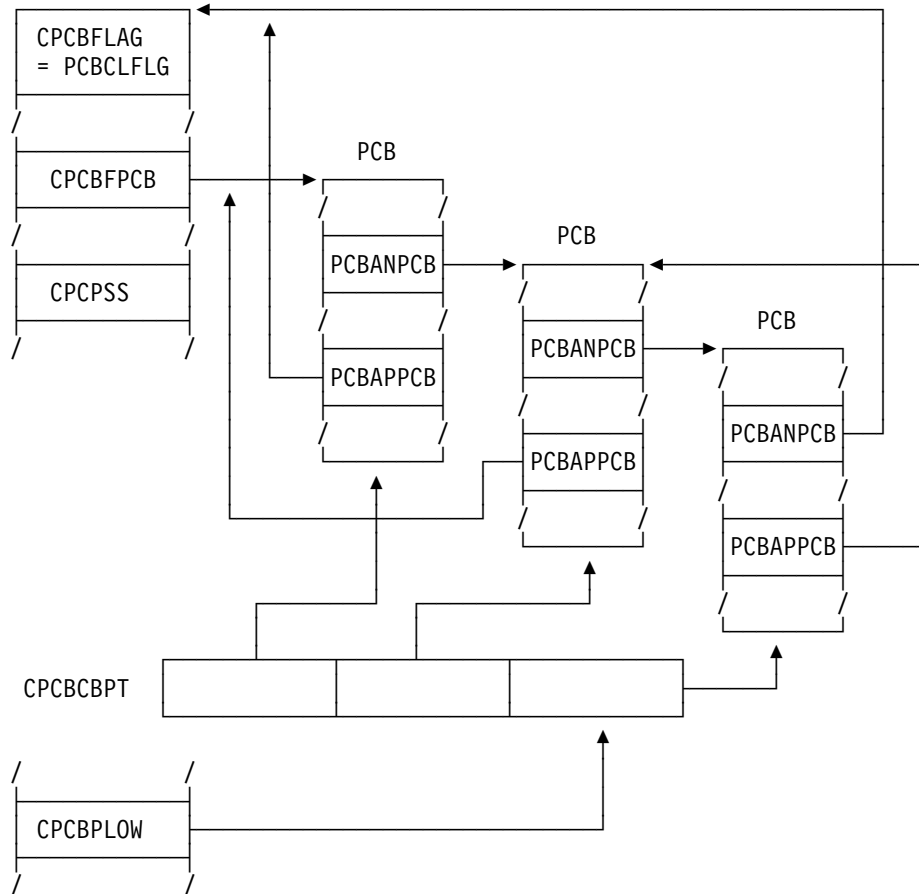 CPCBFLAG
= PCBCLFLG
PCB
CPCBFPCB
PCB
PCBANPCB
CPCPSS
PCB
PCBANPCB
PCBAPPCB
PCBANPCB
PCBAPPCB
PCBAPPCB
CPCBCBPT
CPCBPLOW